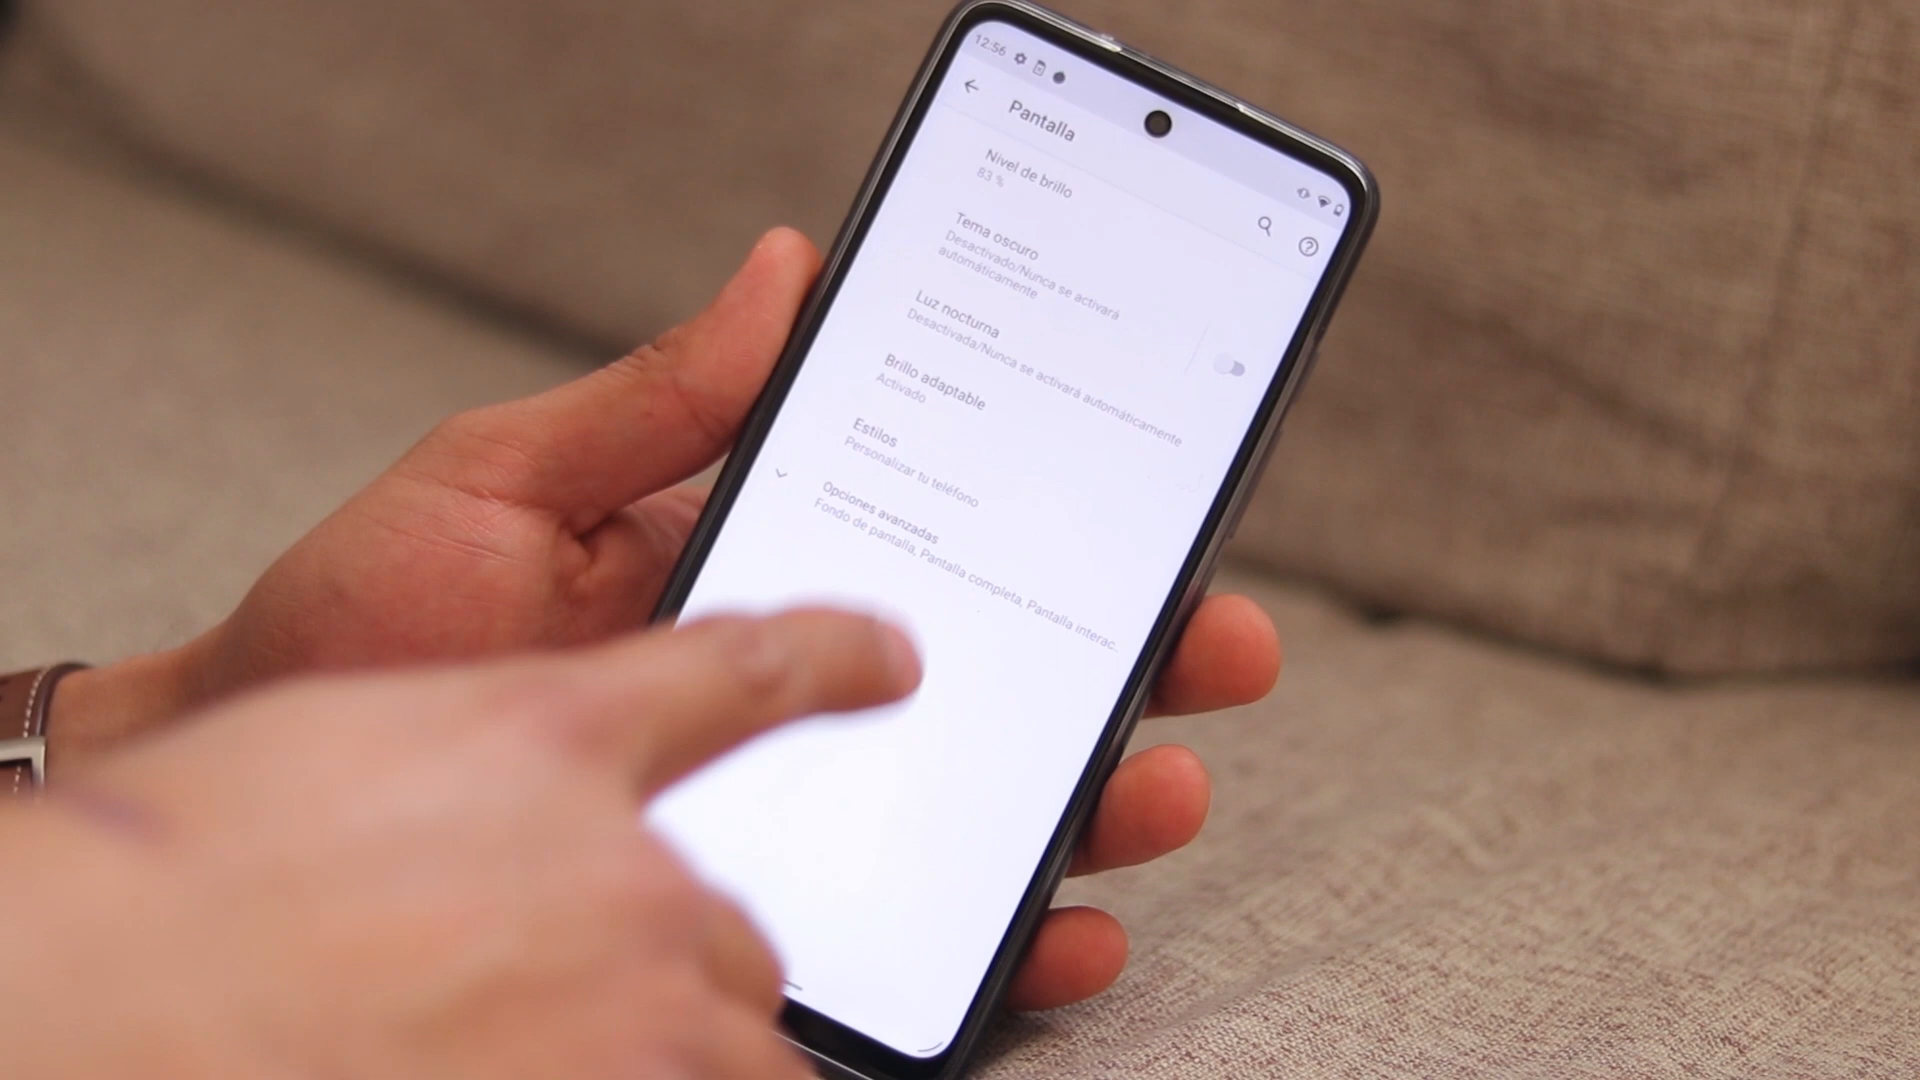 12:56
Pantalla
Nivel de brillo
83 %
Tema oscuro
Desactivado/Nunca se activará
automáticamente
Luz nocturna
Desactivada/Nunca se activará automáticamente
Brillo adaptable
Activado
Estilos
Personalizar tu teléfono
Opciones avanzadas
Fondo de pantalla, Pantalla completa, Pantalla interac..